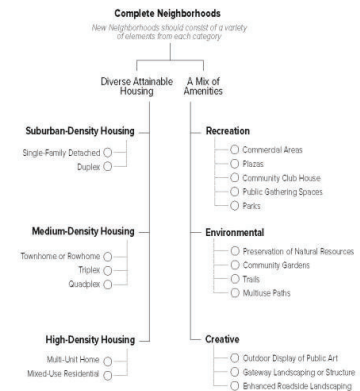 Complete Neighborhoods
New Neighborhoods should consist of a variety
of elements from each category
Diverse Attainable
Housing
A Mix of
Amenities
Suburban-Density Housing
Single-Family Detached
Duplex
Medium-Density Housing
Townhome or Rowhome
Triplex
Quadplex
High-Density Housing
Multi-Unit Home
Mixed-Use Residential
Recreation
Commercial Areas
Plazas
Community Club House
Public Gathering Spaces
Parks
Environmental
Preservation of Natural Resources
Community Gardens
Trails
Multiuse Paths
Creative
Outdoor Display of Public Art
Gateway Landscaping or Structure
Enhanced Roadside Landscaping